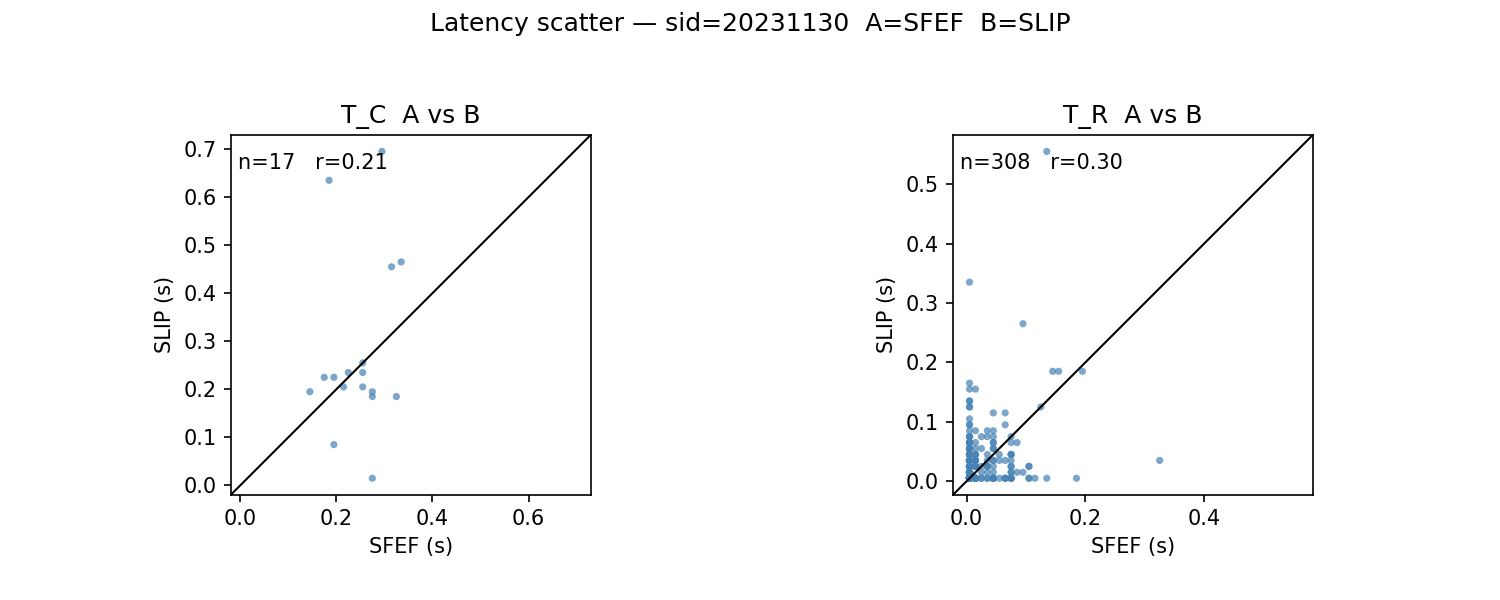 Latency scatter — sid=20231130  A=SFEF  B=SLIP
T_C  A vs B
n=17   r=0.21
0.7
0.6
0.5
0.4
0.3
0.2
0.1
0.0
SLIP (s)
0.0 0.2 0.4 0.6
SFEF (s)
T_R  A vs B
n=308   r=0.30
0.5
0.4
0.3
0.2
0.1
0.0
SLIP (s)
0.0 0.2 0.4
SFEF (s)